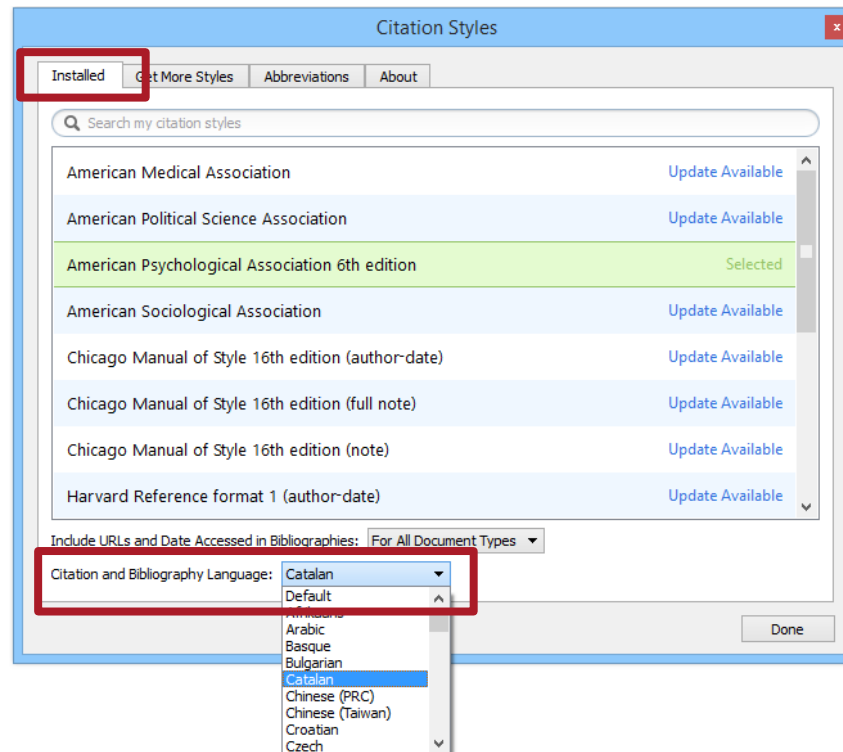 Citation Styles
x
Installed Get More Styles Abbreviations About
Search my citation styles
American Medical Association Update Available
American Political Science Association Update Available
American Psychological Association 6th edition Selected
American Sociological Association Update Available
Chicago Manual of Style 16th edition (author-date) Update Available
Chicago Manual of Style 16th edition (full note) Update Available
Chicago Manual of Style 16th edition (note) Update Available
Harvard Reference format 1 (author-date) Update Available
Include URLs and Date Accessed in Bibliographies: For All Document Types
Citation and Bibliography Language: Catalan
Default
Afrikaans
Arabic
Done
Basque
Bulgarian
Catalan
Chinese (PRC)
Chinese (Taiwan)
Croatian
Czech